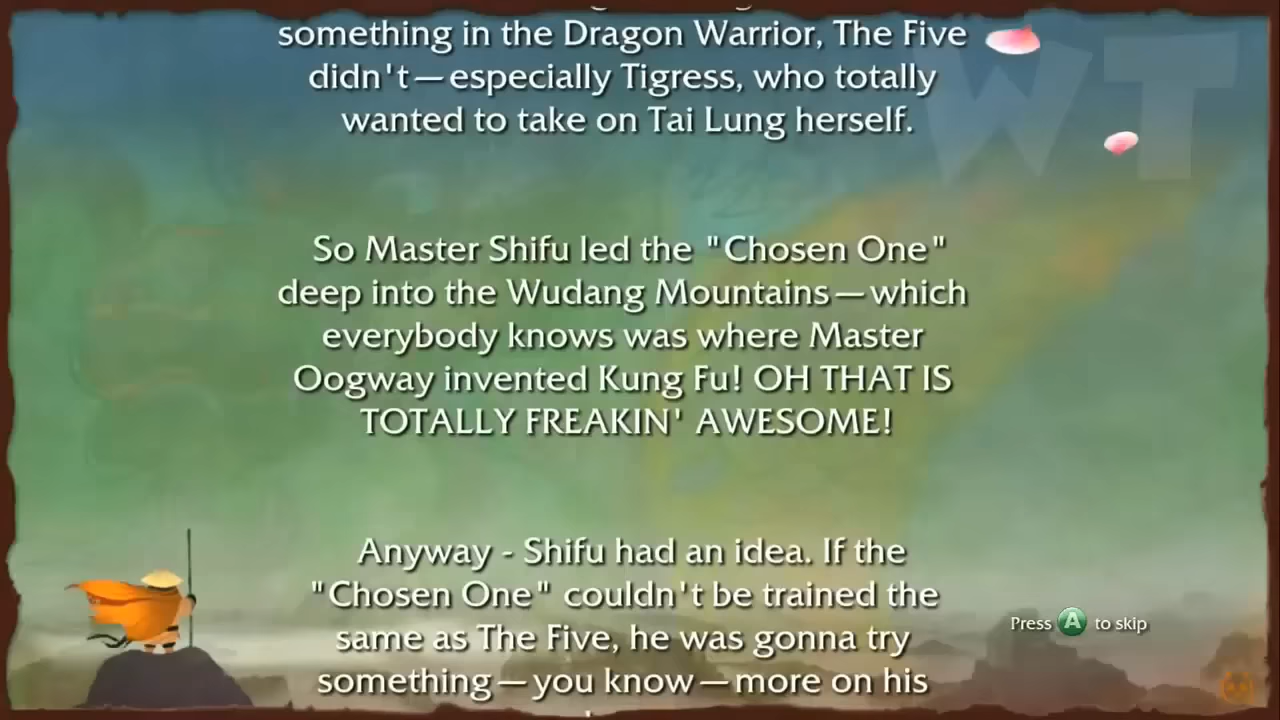 something in the Dragon Warrior, The Five
didn't—especially Tigress, who totally
wanted to take on Tai Lung herself.
So Master Shifu led the "Chosen One"
deep into the Wudang Mountains—which
everybody knows was where Master
Oogway invented Kung Fu! OH THAT IS
TOTALLY FREAKIN' AWESOME!
Anyway - Shifu had an idea. If the
"Chosen One" couldn't be trained the
same as The Five, he was gonna try
something—you know—more on his
Press A to skip
WT